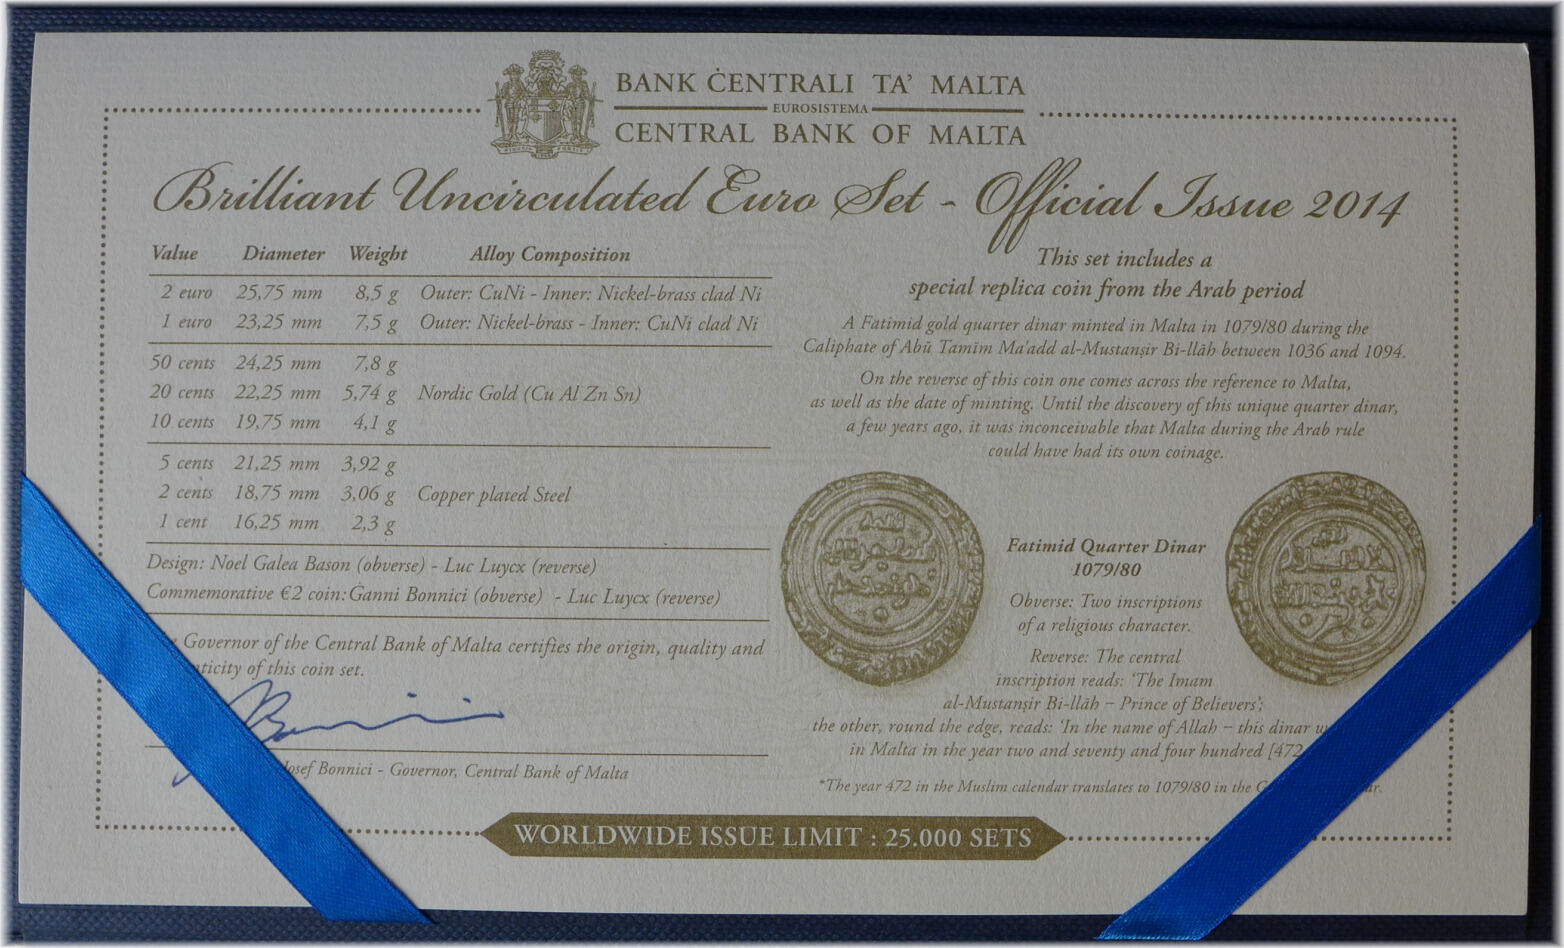 BANK ĊENTRALI TA' MALTA
EUROSISTEMA
CENTRAL BANK OF MALTA
Brilliant Uncirculated Euro Set - Official Issue 2014
Value Diameter Weight Alloy Composition
2 euro 25,75 mm 8,5 g Outer: CuNi - Inner: Nickel-brass clad Ni
1 euro 23,25 mm 7,5 g Outer: Nickel-brass - Inner: CuNi clad Ni
50 cents 24,25 mm 7,8 g
20 cents 22,25 mm 5,74 g Nordic Gold (Cu Al Zn Sn)
10 cents 19,75 mm 4,1 g
5 cents 21,25 mm 3,92 g
2 cents 18,75 mm 3,06 g Copper plated Steel
1 cent 16,25 mm 2,3 g
Design: Noel Galea Bason (obverse) - Luc Luycx (reverse)
Commemorative €2 coin: Ġanni Bonnici (obverse) - Luc Luycx (reverse)
Governor of the Central Bank of Malta certifies the origin, quality and
of this coin set.
Bonnici - Governor, Central Bank of Malta
This set includes a
special replica coin from the Arab period
A Fatimid gold quarter dinar minted in Malta in 1079/80 during the
Caliphate of Abū Tamīm Ma'add al-Mustanṣir Bi-llāh between 1036 and 1094.
On the reverse of this coin one comes across the reference to Malta,
as well as the date of minting. Until the discovery of this unique quarter dinar,
a few years ago, it was inconceivable that Malta during the Arab rule
could have had its own coinage.
Fatimid Quarter Dinar
1079/80
Obverse: Two inscriptions
of a religious character.
Reverse: The central
inscription reads: 'The Imam
al-Mustanṣir Bi-llāh – Prince of Believers';
the other, round the edge, reads: 'In the name of Allah – this dinar
in Malta in the year two and seventy and four hundred [472
*The year 472 in the Muslim calendar translates to 1079/80 in the
WORLDWIDE ISSUE LIMIT : 25.000 SETS